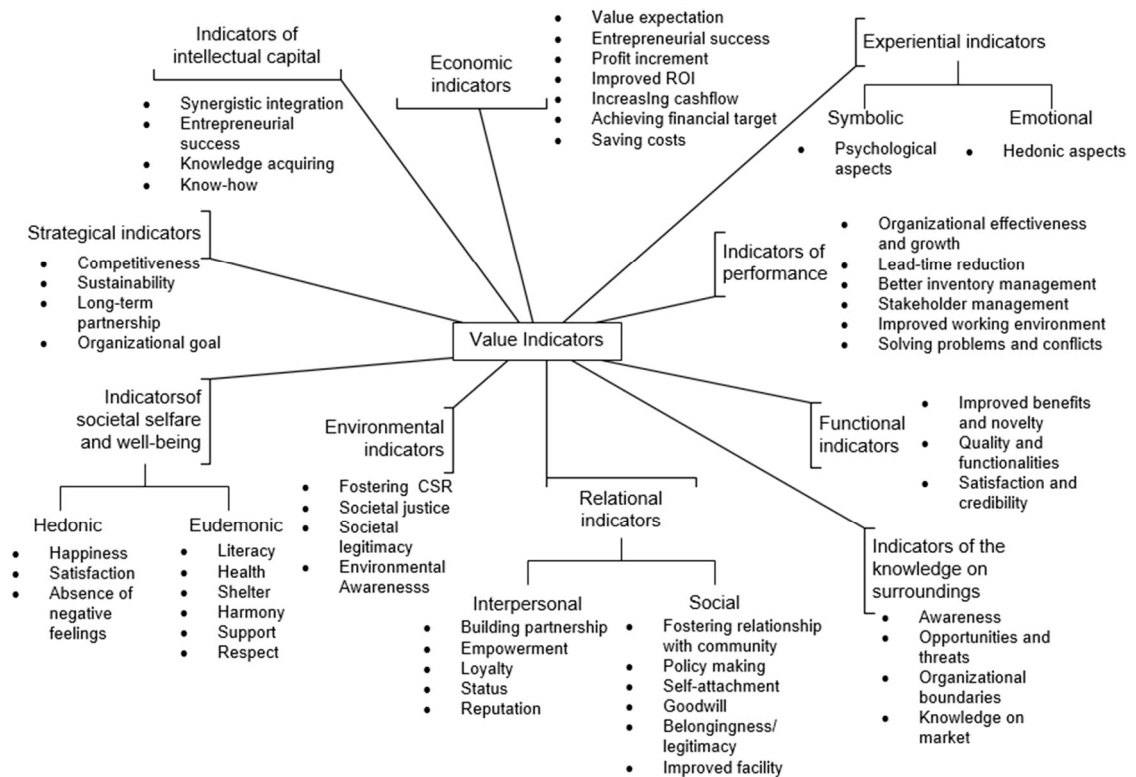 Indicators of
intellectual capital
• Synergistic integration
• Entrepreneurial
success
• Knowledge acquiring
• Know-how
Economic
indicators
• Value expectation
• Entrepreneurial success
• Profit increment
• Improved ROI
• Increasing cashflow
• Achieving financial target
• Saving costs
Experiential indicators
Symbolic
• Psychological
aspects
Emotional
• Hedonic aspects
Strategical indicators
• Competitiveness
• Sustainability
• Long-term
partnership
• Organizational goal
Indicators of
performance
• Organizational effectiveness
and growth
• Lead-time reduction
• Better inventory management
• Stakeholder management
• Improved working environment
• Solving problems and conflicts
Value Indicators
Indicatorsof
societal selfare
and well-being
Hedonic
• Happiness
• Satisfaction
• Absence of
negative
feelings
Eudemonic
• Literacy
• Health
• Shelter
• Harmony
• Support
• Respect
Environmental
indicators
• Fostering CSR
• Societal justice
• Societal
legitimacy
• Environmental
Awarenesss
Relational
indicators
Interpersonal
• Building partnership
• Empowerment
• Loyalty
• Status
• Reputation
Social
• Fostering relationship
with community
• Policy making
• Self-attachment
• Goodwill
• Belongingness/
legitimacy
• Improved facility
Functional
indicators
• Improved benefits
and novelty
• Quality and
functionalities
• Satisfaction and
credibility
Indicators of the
knowledge on
surroundings
• Awareness
• Opportunities and
threats
• Organizational
boundaries
• Knowledge on
market